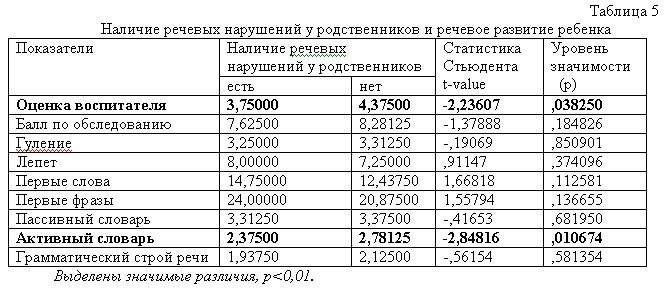 Таблица 5
Наличие речевых нарушений у родственников и речевое развитие ребенка
Показатели Наличие речевых нарушений у родственников Статистика Стьюдента t-value Уровень значимости (p)
есть нет
Оценка воспитателя 3,75000 4,37500 -2,23607 ,038250
Балл по обследованию 7,62500 8,28125 -1,37888 ,184826
Гуление 3,25000 3,31250 -,19069 ,850901
Лепет 8,00000 7,25000 ,91147 ,374096
Первые слова 14,75000 12,43750 1,66818 ,112581
Первые фразы 24,00000 20,87500 1,55794 ,136655
Пассивный словарь 3,31250 3,37500 -,41653 ,681950
Активный словарь 2,37500 2,78125 -2,84816 ,010674
Грамматический строй речи 1,93750 2,12500 -,56154 ,581354
Выделены значимые различия, p<0,01.